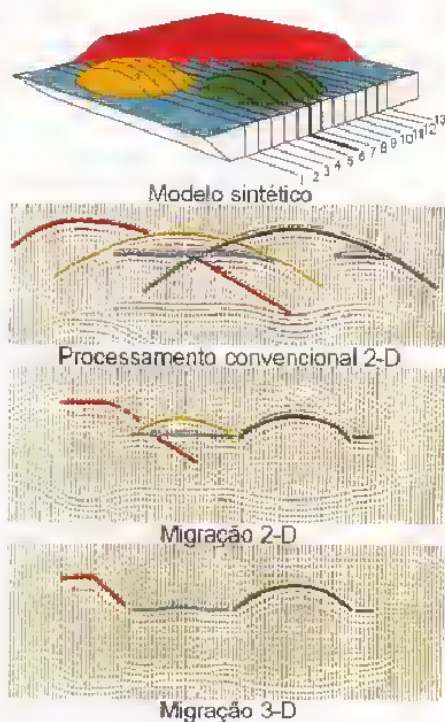 1 2 3 4 5 6 7 8 9 10 11 12 13
Modelo sintético
Processamento convencional 2-D
Migração 2-D
Migração 3-D